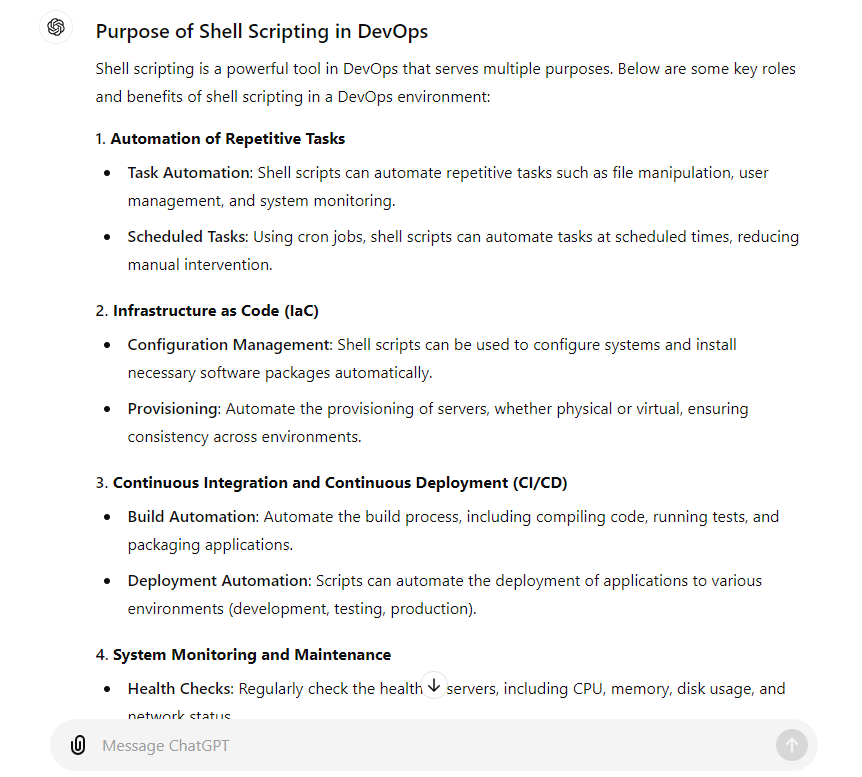 Purpose of Shell Scripting in DevOps
Shell scripting is a powerful tool in DevOps that serves multiple purposes. Below are some key roles
and benefits of shell scripting in a DevOps environment:
1. Automation of Repetitive Tasks
• Task Automation: Shell scripts can automate repetitive tasks such as file manipulation, user
management, and system monitoring.
• Scheduled Tasks: Using cron jobs, shell scripts can automate tasks at scheduled times, reducing
manual intervention.
2. Infrastructure as Code (IaC)
• Configuration Management: Shell scripts can be used to configure systems and install
necessary software packages automatically.
• Provisioning: Automate the provisioning of servers, whether physical or virtual, ensuring
consistency across environments.
3. Continuous Integration and Continuous Deployment (CI/CD)
• Build Automation: Automate the build process, including compiling code, running tests, and
packaging applications.
• Deployment Automation: Scripts can automate the deployment of applications to various
environments (development, testing, production).
4. System Monitoring and Maintenance
• Health Checks: Regularly check the health servers, including CPU, memory, disk usage, and
network status.
Message ChatGPT